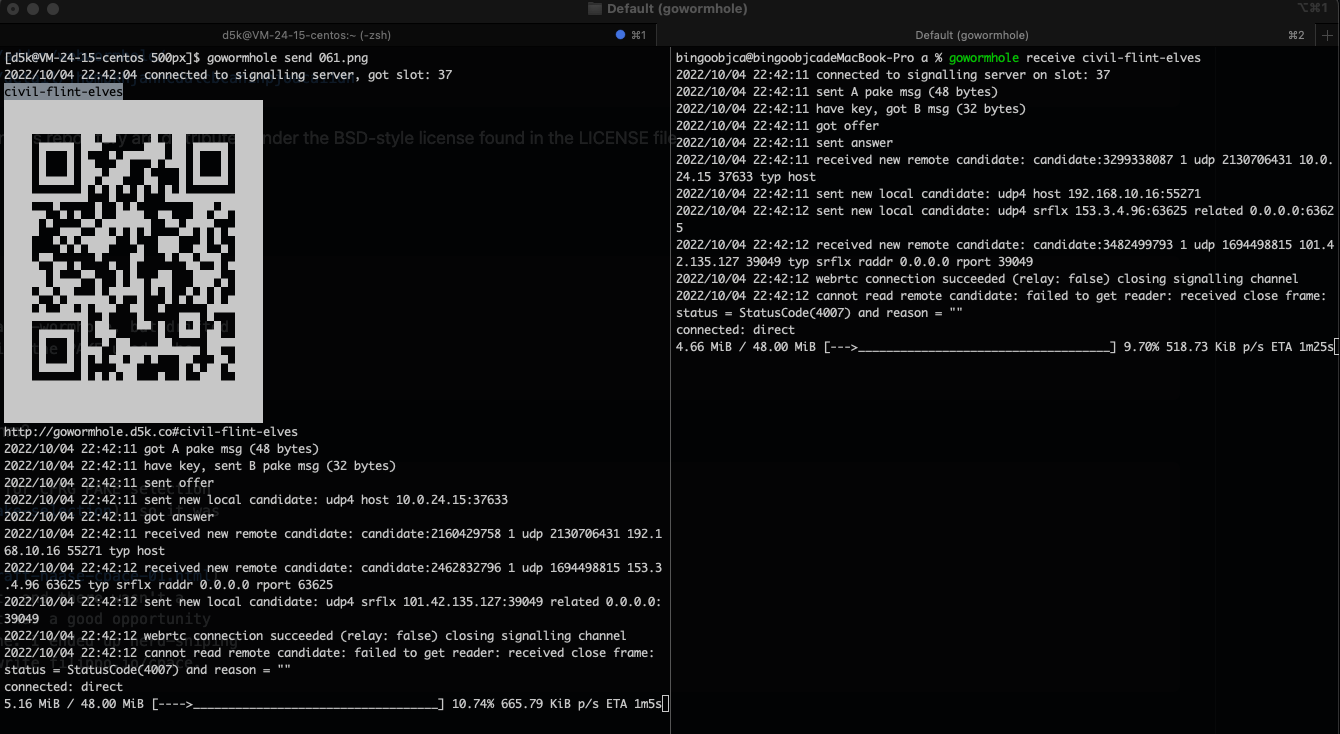 Default (gowormhole)
⌥⌘1
d5k@VM-24-15-centos:~ (-zsh)
⌘1
Default (gowormhole)
⌘2
[d5k@VM-24-15-centos 500px]$ gowormhole send 061.png
2022/10/04 22:42:04 connected to signalling server, got slot: 37
civil-flint-elves
under the BSD-style license found in the LICENSE file
http://gowormhole.d5k.co#civil-flint-elves
2022/10/04 22:42:11 got A pake msg (48 bytes)
2022/10/04 22:42:11 have key, sent B pake msg (32 bytes)
2022/10/04 22:42:11 sent offer
2022/10/04 22:42:11 sent new local candidate: udp4 host 10.0.24.15:37633
2022/10/04 22:42:11 got answer
2022/10/04 22:42:11 received new remote candidate: candidate:2160429758 1 udp 2130706431 192.1
68.10.16 55271 typ host
2022/10/04 22:42:12 received new remote candidate: candidate:2462832796 1 udp 1694498815 153.3
.4.96 63625 typ srflx raddr 0.0.0.0 rport 63625
2022/10/04 22:42:12 sent new local candidate: udp4 srflx 101.42.135.127:39049 related 0.0.0.0:
39049
a good opportunity
2022/10/04 22:42:12 webrtc connection succeeded (relay: false) closing signalling channel
2022/10/04 22:42:12 cannot read remote candidate: failed to get reader: received close frame:
status = StatusCode(4007) and reason = ""
connected: direct
5.16 MiB / 48.00 MiB [---->___________________________________] 10.74% 665.79 KiB p/s ETA 1m5s
bingoobjca@bingoobjcadeMacBook-Pro a % gowormhole receive civil-flint-elves
2022/10/04 22:42:11 connected to signalling server on slot: 37
2022/10/04 22:42:11 sent A pake msg (48 bytes)
2022/10/04 22:42:11 have key, got B msg (32 bytes)
2022/10/04 22:42:11 got offer
2022/10/04 22:42:11 sent answer
2022/10/04 22:42:11 received new remote candidate: candidate:3299338087 1 udp 2130706431 10.0.
24.15 37633 typ host
2022/10/04 22:42:11 sent new local candidate: udp4 host 192.168.10.16:55271
2022/10/04 22:42:12 sent new local candidate: udp4 srflx 153.3.4.96:63625 related 0.0.0.0:6362
5
2022/10/04 22:42:12 received new remote candidate: candidate:3482499793 1 udp 1694498815 101.4
2.135.127 39049 typ srflx raddr 0.0.0.0 rport 39049
2022/10/04 22:42:12 webrtc connection succeeded (relay: false) closing signalling channel
2022/10/04 22:42:12 cannot read remote candidate: failed to get reader: received close frame:
status = StatusCode(4007) and reason = ""
connected: direct
4.66 MiB / 48.00 MiB [--->____________________________________] 9.70% 518.73 KiB p/s ETA 1m25s